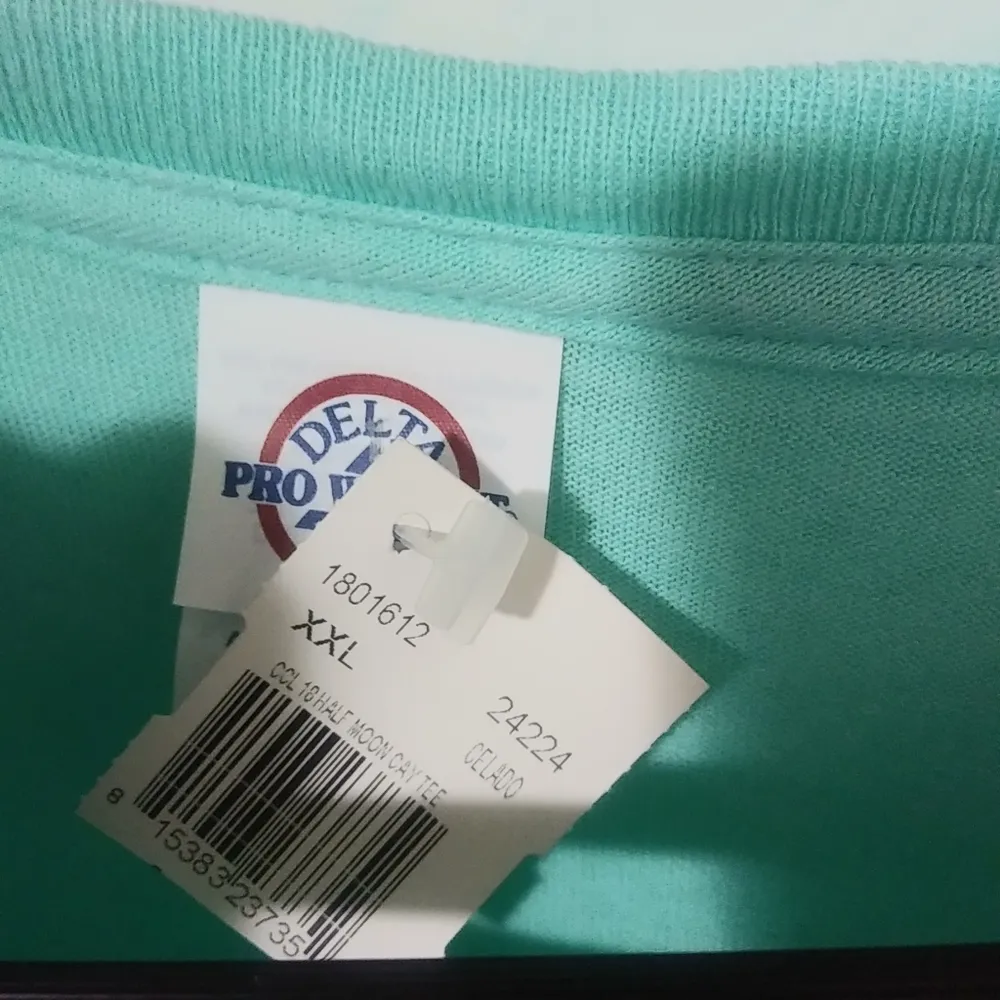 DELTA
PRO
1801612
XXL
CCL 18 HALF MOON CAY TEE
24224
CELADO
8 15383 23735